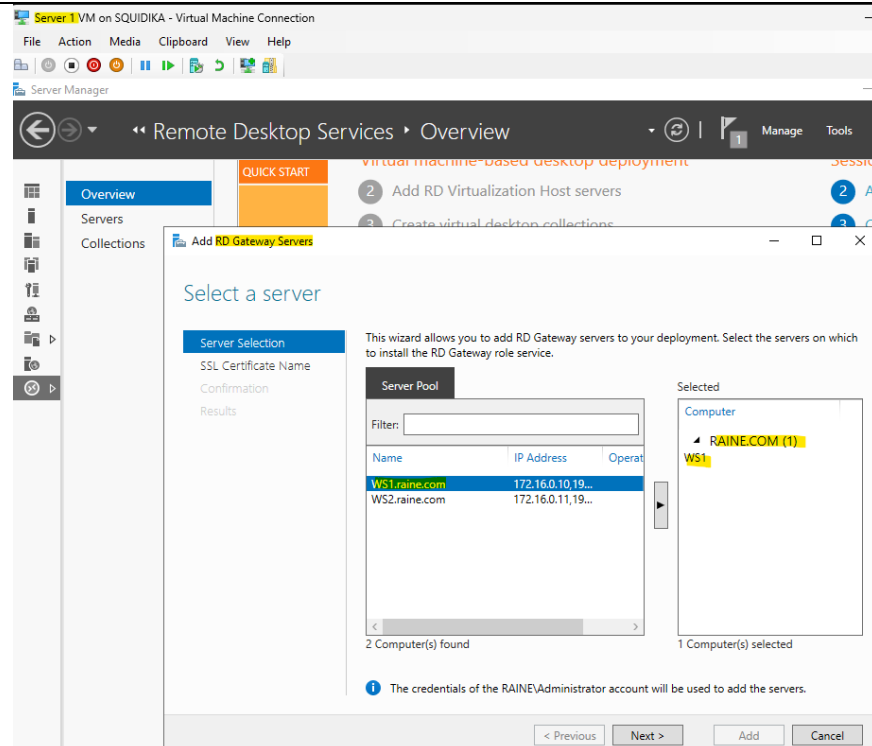 Server 1 VM on SQUIDIKA - Virtual Machine Connection
File Action Media Clipboard View Help
Server Manager
Remote Desktop Services Overview
1
Manage Tools
QUICK START
Virtual machine-based desktop deployment
2 Add RD Virtualization Host servers
2 A
3 Create virtual desktop collections
3
Overview
Servers
Collections
Add RD Gateway Servers
Select a server
Server Selection
SSL Certificate Name
Confirmation
Results
This wizard allows you to add RD Gateway servers to your deployment. Select the servers on which
to install the RD Gateway role service.
Server Pool
Filter:
Name IP Address Operat
WS1.raine.com 172.16.0.10,19...
WS2.raine.com 172.16.0.11,19...
2 Computer(s) found
Selected
Computer
RAINE.COM (1)
WS1
1 Computer(s) selected
The credentials of the RAINE\Administrator account will be used to add the servers.
< Previous Next > Add Cancel